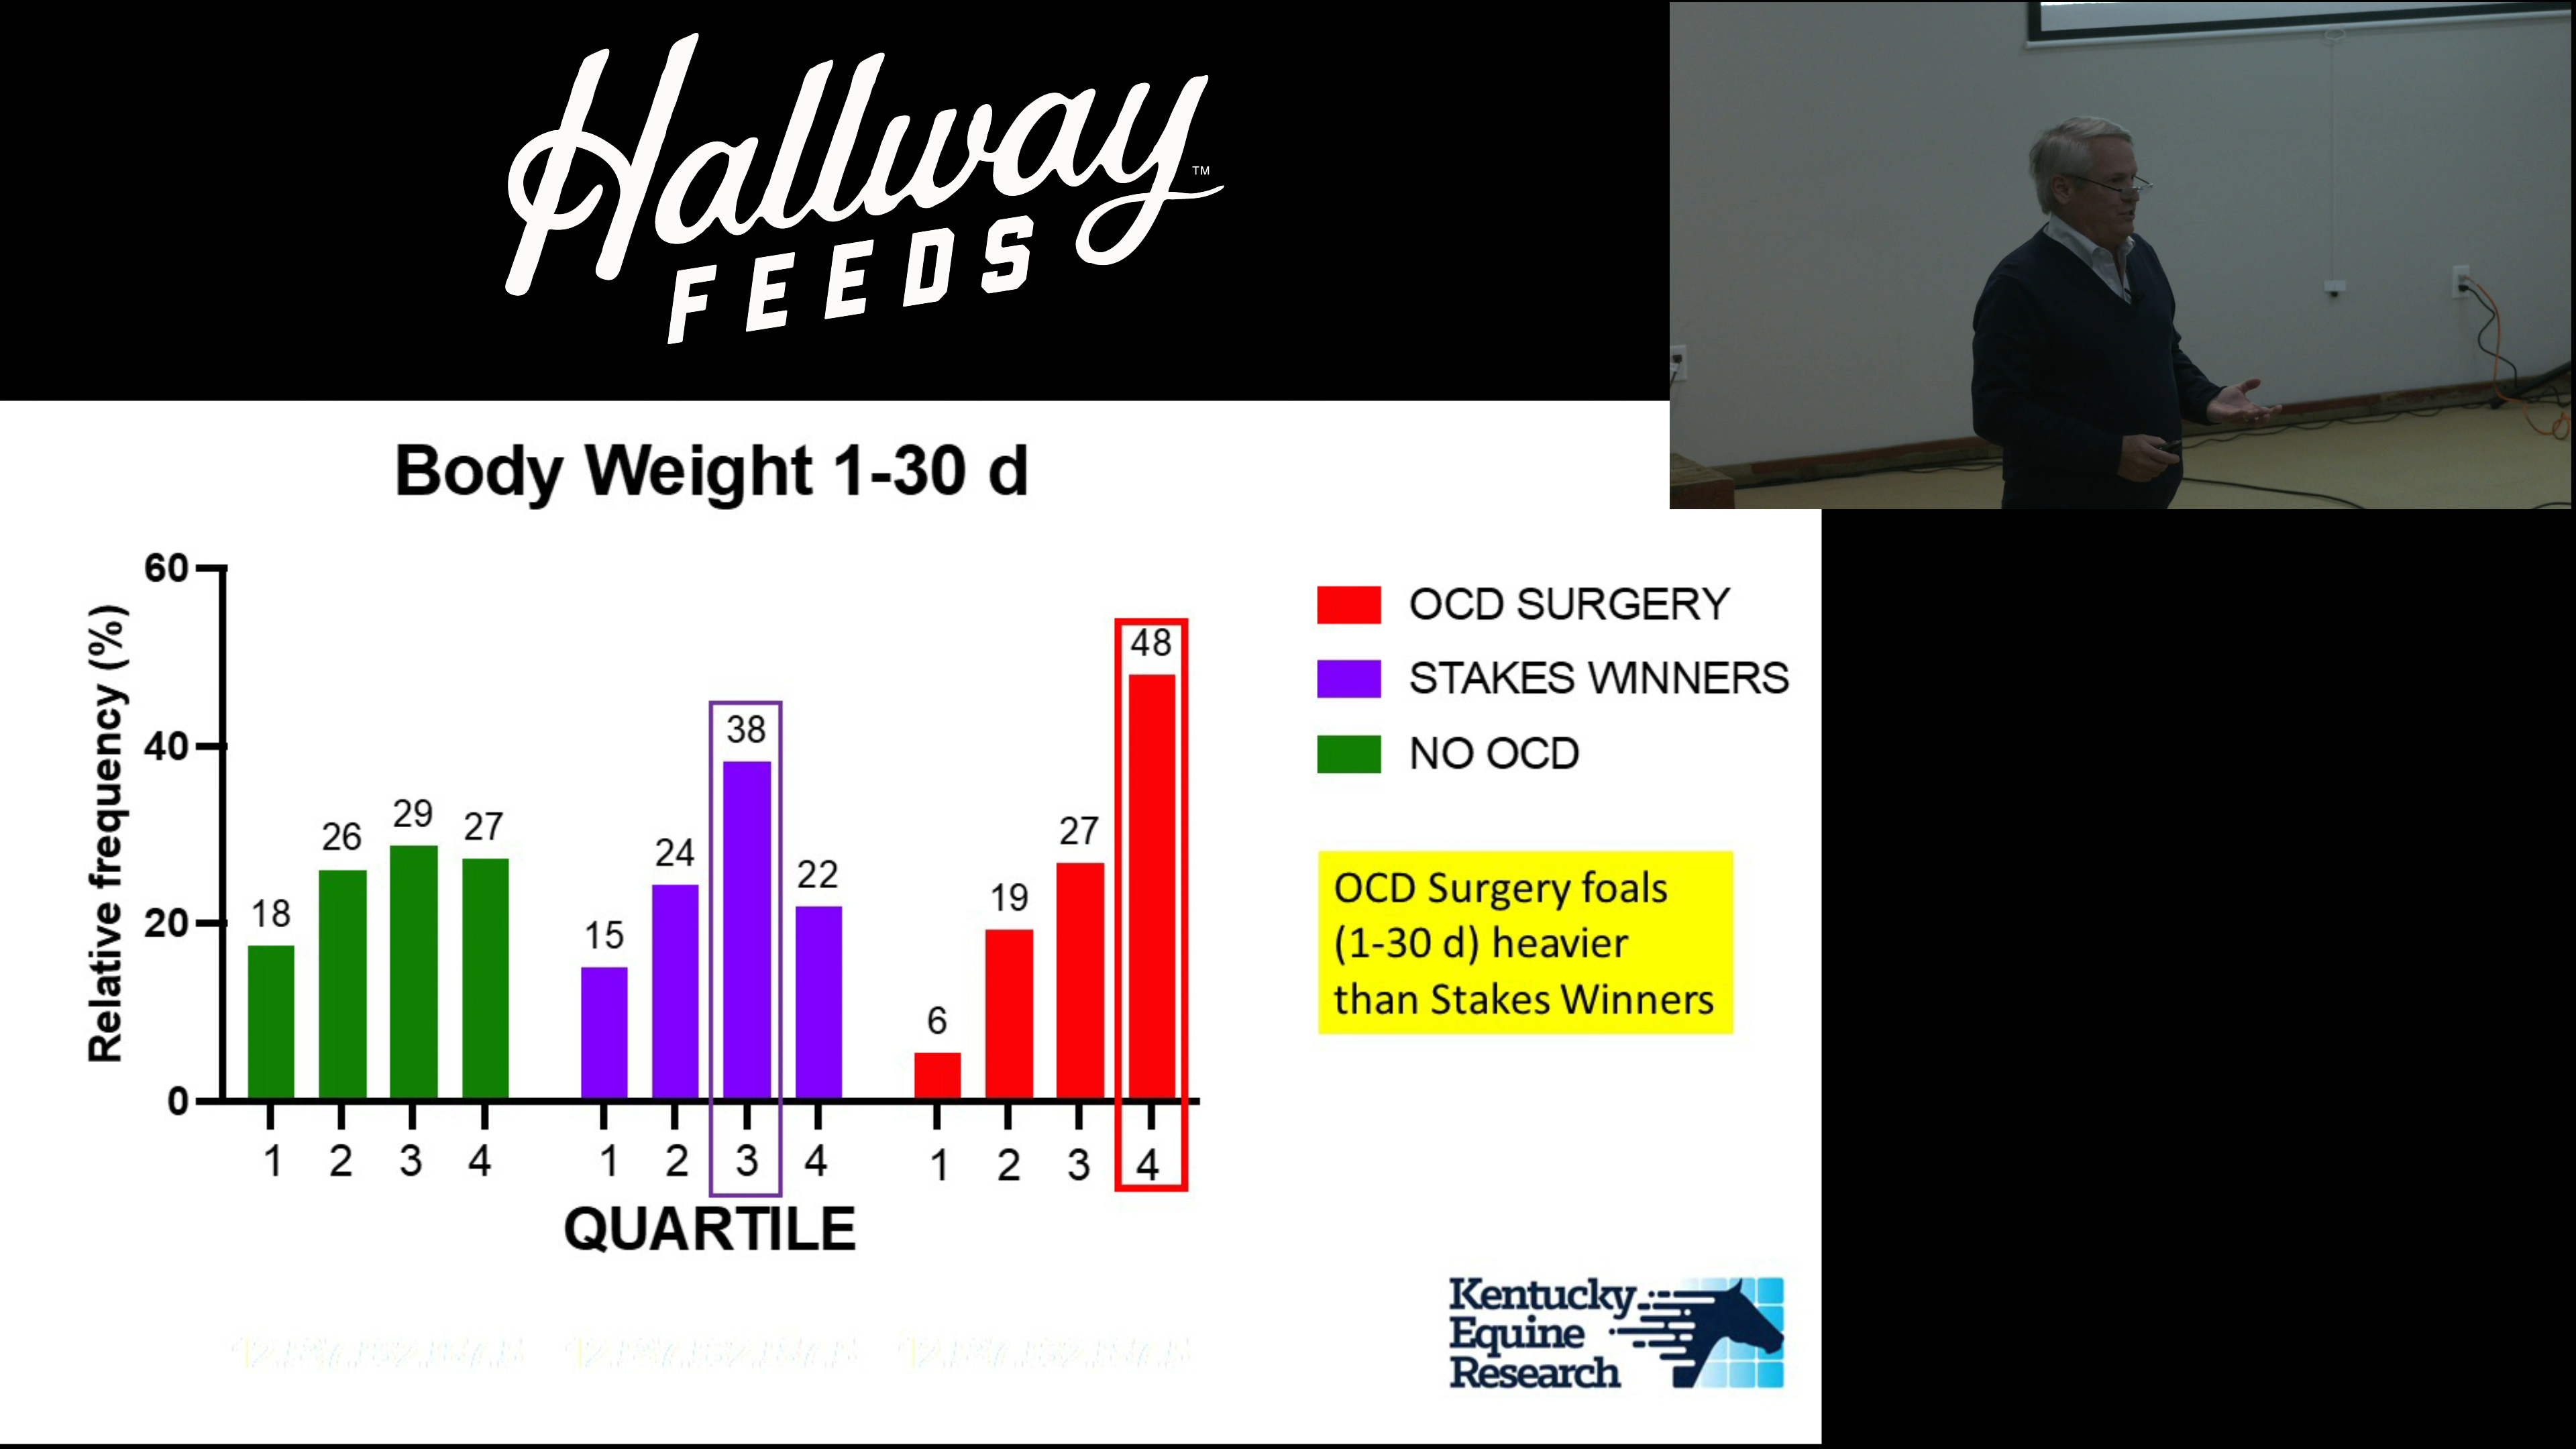 Hallway™
FEEDS
Body Weight 1-30 d
Relative frequency (%)
60
40
20
0
18
26
29
27
15
24
38
22
6
19
27
48
1 2 3 4 1 2 3 4 1 2 3 4
QUARTILE
OCD SURGERY
STAKES WINNERS
NO OCD
OCD Surgery foals
(1-30 d) heavier
than Stakes Winners
Kentucky
Equine
Research